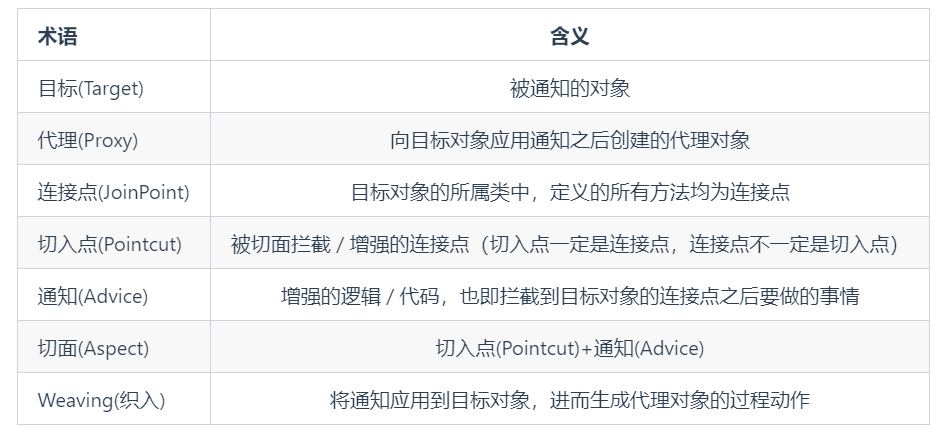 术语 含义
目标(Target) 被通知的对象
代理(Proxy) 向目标对象应用通知之后创建的代理对象
连接点(JoinPoint) 目标对象的所属类中，定义的所有方法均为连接点
切入点(Pointcut) 被切面拦截 / 增强的连接点（切入点一定是连接点，连接点不一定是切入点）
通知(Advice) 增强的逻辑 / 代码，也即拦截到目标对象的连接点之后要做的事情
切面(Aspect) 切入点(Pointcut)+通知(Advice)
Weaving(织入) 将通知应用到目标对象，进而生成代理对象的过程动作